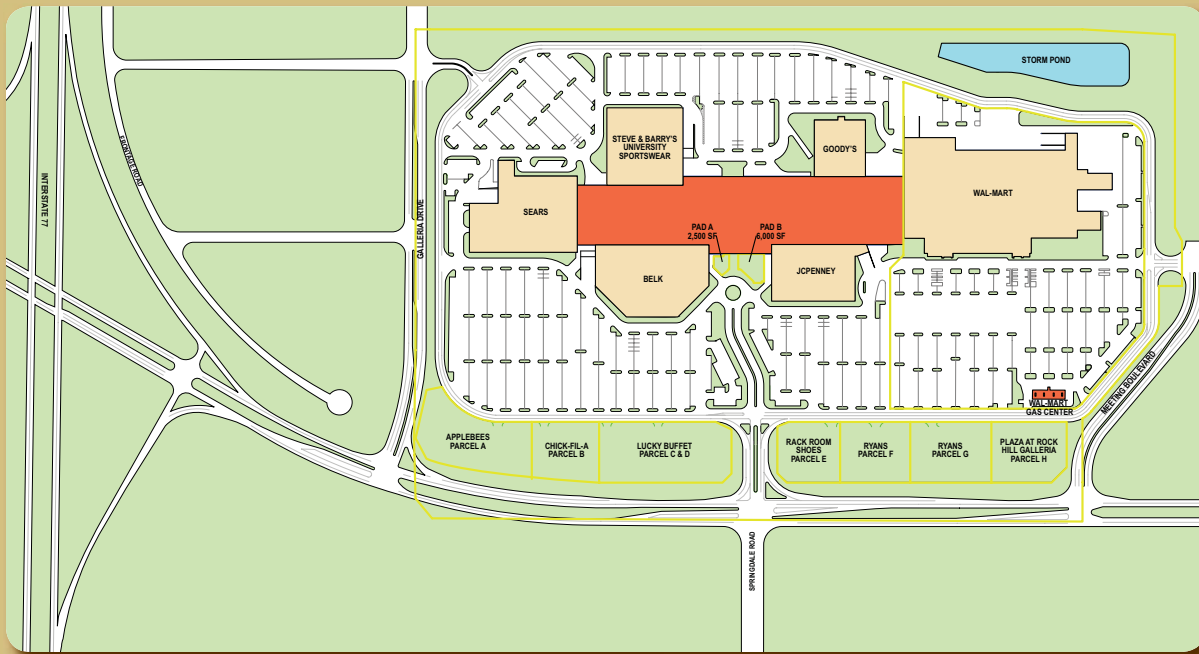 STORM POND
STEVE & BARRY'S
UNIVERSITY
SPORTSWEAR
GOODY'S
FRONTAGE ROAD
INTERSTATE 77
WAL-MART
SEARS
GALLERIA DRIVE
PAD A
2,500 SF
PAD B
6,000 SF
BELK
JCPENNEY
MEETING BOULEVARD
WAL-MART
GAS CENTER
APPLEBEES
PARCEL A
CHICK-FIL-A
PARCEL B
LUCKY BUFFET
PARCEL C & D
RACK ROOM
SHOES
PARCEL E
RYANS
PARCEL F
RYANS
PARCEL G
PLAZA AT ROCK
HILL GALLERIA
PARCEL H
SPRINGDALE ROAD